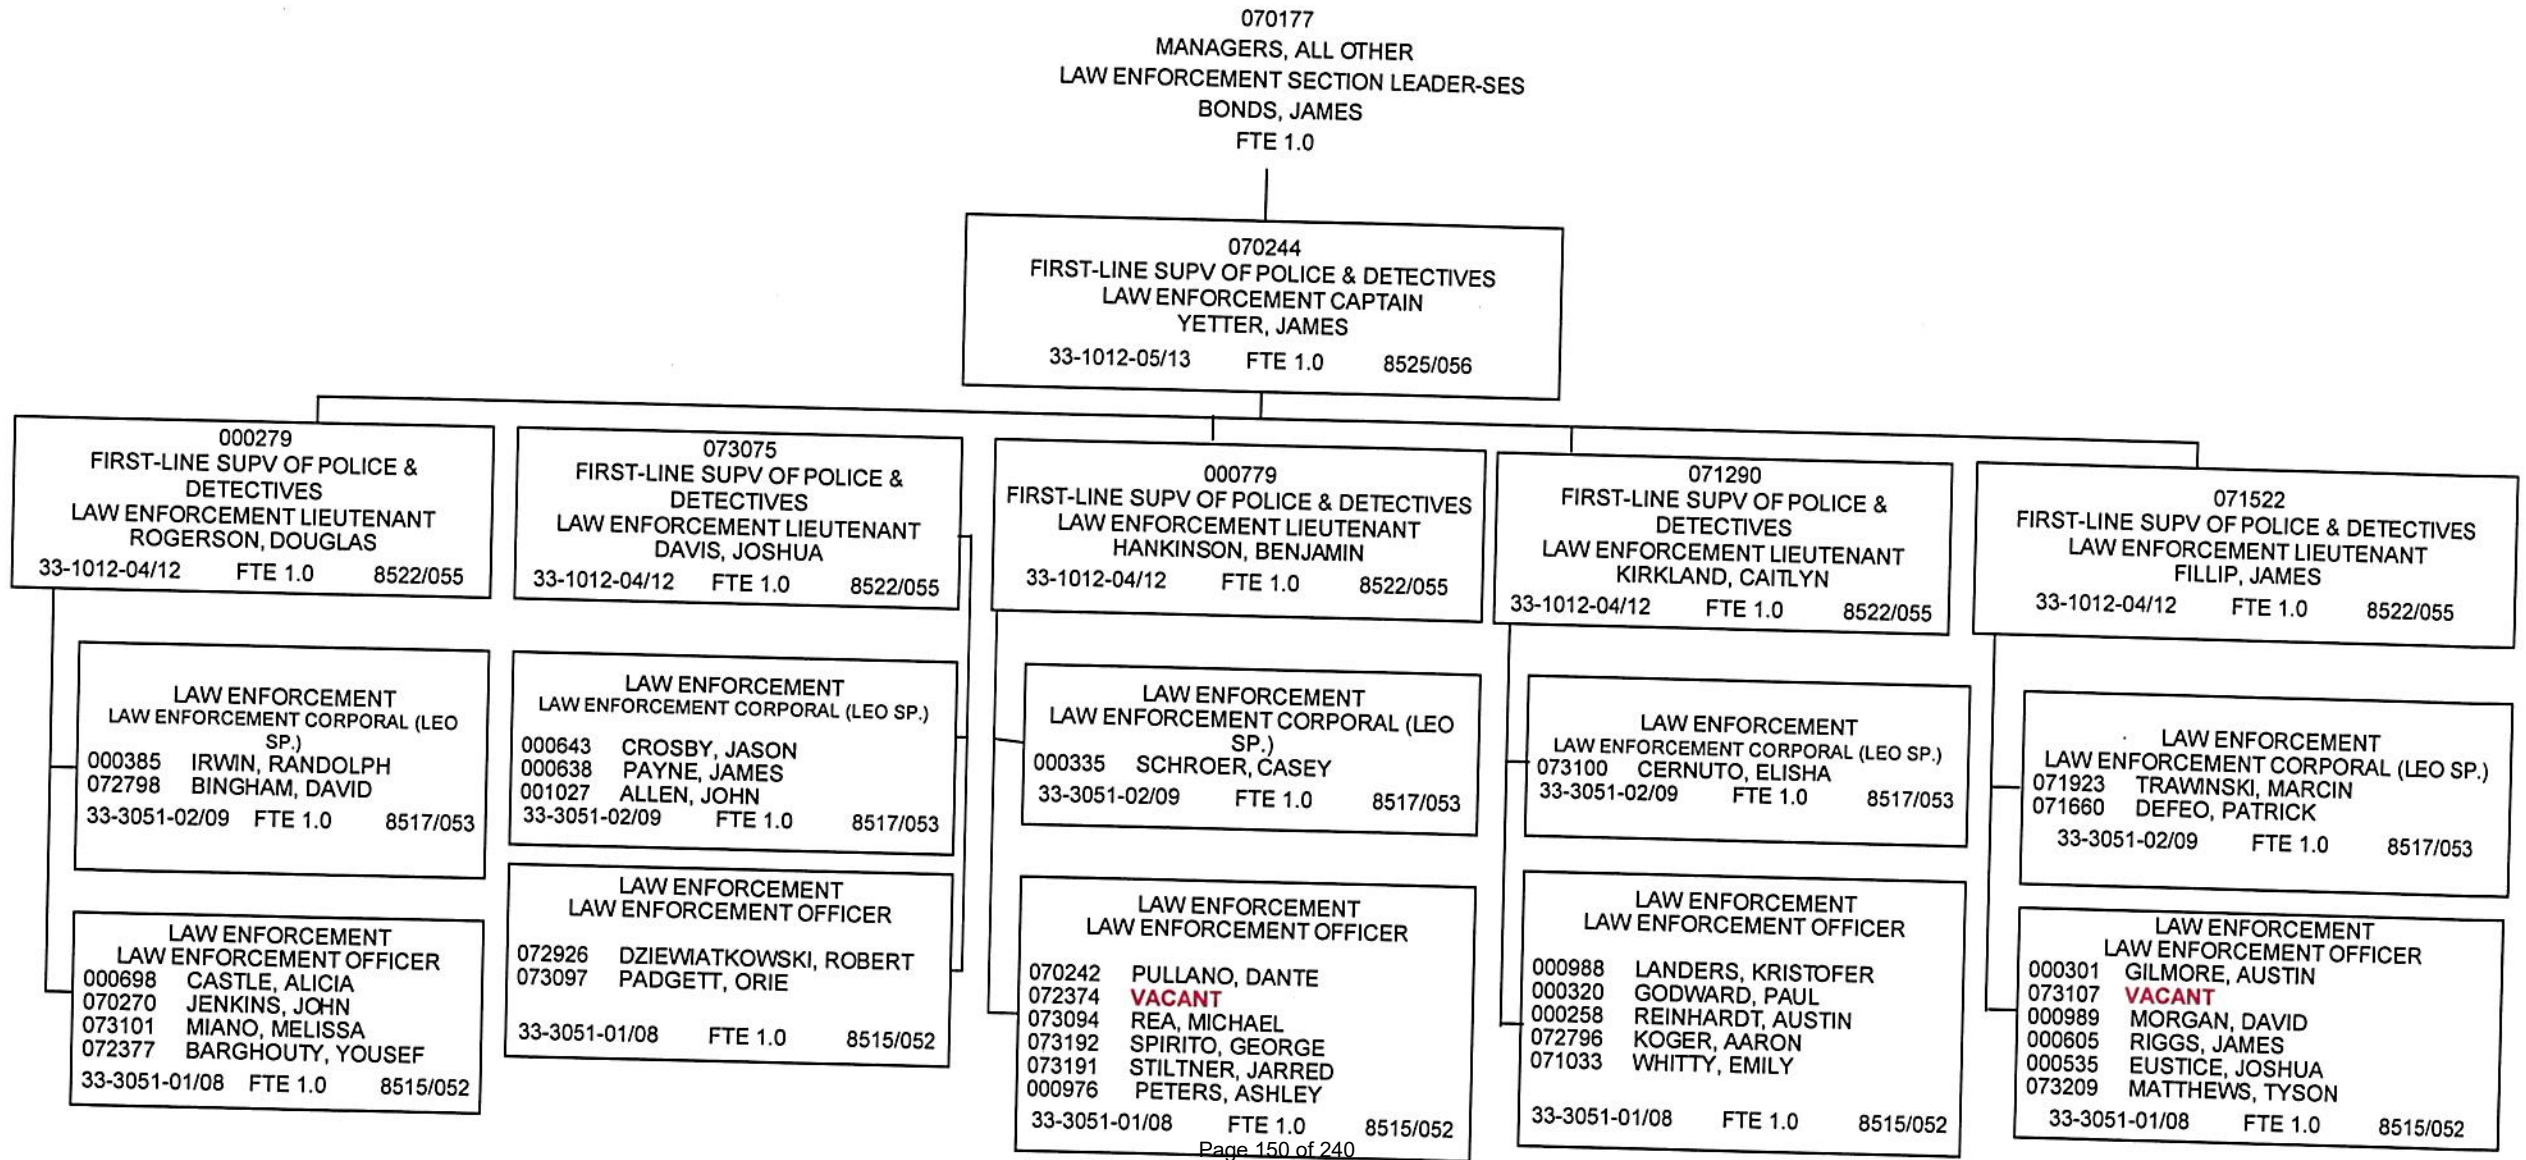 070177
MANAGERS, ALL OTHER
LAW ENFORCEMENT SECTION LEADER-SES
BONDS, JAMES
FTE 1.0
070244
FIRST-LINE SUPV OF POLICE & DETECTIVES
LAW ENFORCEMENT CAPTAIN
YETTER, JAMES
33-1012-05/13 FTE 1.0 8525/056
000279
FIRST-LINE SUPV OF POLICE &
DETECTIVES
LAW ENFORCEMENT LIEUTENANT
ROGERSON, DOUGLAS
33-1012-04/12 FTE 1.0 8522/055
073075
FIRST-LINE SUPV OF POLICE &
DETECTIVES
LAW ENFORCEMENT LIEUTENANT
DAVIS, JOSHUA
33-1012-04/12 FTE 1.0 8522/055
000779
FIRST-LINE SUPV OF POLICE & DETECTIVES
LAW ENFORCEMENT LIEUTENANT
HANKINSON, BENJAMIN
33-1012-04/12 FTE 1.0 8522/055
071290
FIRST-LINE SUPV OF POLICE &
DETECTIVES
LAW ENFORCEMENT LIEUTENANT
KIRKLAND, CAITLYN
33-1012-04/12 FTE 1.0 8522/055
071522
FIRST-LINE SUPV OF POLICE & DETECTIVES
LAW ENFORCEMENT LIEUTENANT
FILLIP, JAMES
33-1012-04/12 FTE 1.0 8522/055
LAW ENFORCEMENT
LAW ENFORCEMENT CORPORAL (LEO
SP.)
000385 IRWIN, RANDOLPH
072798 BINGHAM, DAVID
33-3051-02/09 FTE 1.0 8517/053
LAW ENFORCEMENT
LAW ENFORCEMENT CORPORAL (LEO SP.)
000643 CROSBY, JASON
000638 PAYNE, JAMES
001027 ALLEN, JOHN
33-3051-02/09 FTE 1.0 8517/053
LAW ENFORCEMENT
LAW ENFORCEMENT CORPORAL (LEO
SP.)
000335 SCHROER, CASEY
33-3051-02/09 FTE 1.0 8517/053
LAW ENFORCEMENT
LAW ENFORCEMENT CORPORAL (LEO SP.)
073100 CERNUTO, ELISHA
33-3051-02/09 FTE 1.0 8517/053
LAW ENFORCEMENT
LAW ENFORCEMENT CORPORAL (LEO SP.)
071923 TRAWINSKI, MARCIN
071660 DEFEO, PATRICK
33-3051-02/09 FTE 1.0 8517/053
LAW ENFORCEMENT
LAW ENFORCEMENT OFFICER
000698 CASTLE, ALICIA
070270 JENKINS, JOHN
073101 MIANO, MELISSA
072377 BARGHOUTY, YOUSEF
33-3051-01/08 FTE 1.0 8515/052
LAW ENFORCEMENT
LAW ENFORCEMENT OFFICER
072926 DZIEWIATKOWSKI, ROBERT
073097 PADGETT, ORIE
33-3051-01/08 FTE 1.0 8515/052
LAW ENFORCEMENT
LAW ENFORCEMENT OFFICER
070242 PULLANO, DANTE
072374 VACANT
073094 REA, MICHAEL
073192 SPIRITO, GEORGE
073191 STILTNER, JARRED
000976 PETERS, ASHLEY
33-3051-01/08 FTE 1.0 8515/052
LAW ENFORCEMENT
LAW ENFORCEMENT OFFICER
000988 LANDERS, KRISTOFER
000320 GODWARD, PAUL
000258 REINHARDT, AUSTIN
072796 KOGER, AARON
071033 WHITTY, EMILY
33-3051-01/08 FTE 1.0 8515/052
LAW ENFORCEMENT
LAW ENFORCEMENT OFFICER
000301 GILMORE, AUSTIN
073107 VACANT
000989 MORGAN, DAVID
000605 RIGGS, JAMES
000535 EUSTICE, JOSHUA
073209 MATTHEWS, TYSON
33-3051-01/08 FTE 1.0 8515/052
Page 150 of 240